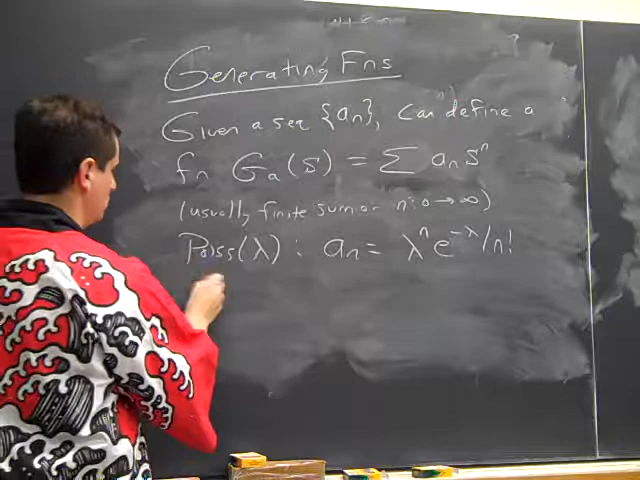 Generating Fns
Given a seq {aₙ}, can define a
fn Gₐ(s) = Σ aₙsⁿ
(usually finite sum or n:0→∞)
Poiss(λ): aₙ = λⁿe^(-λ)/n!